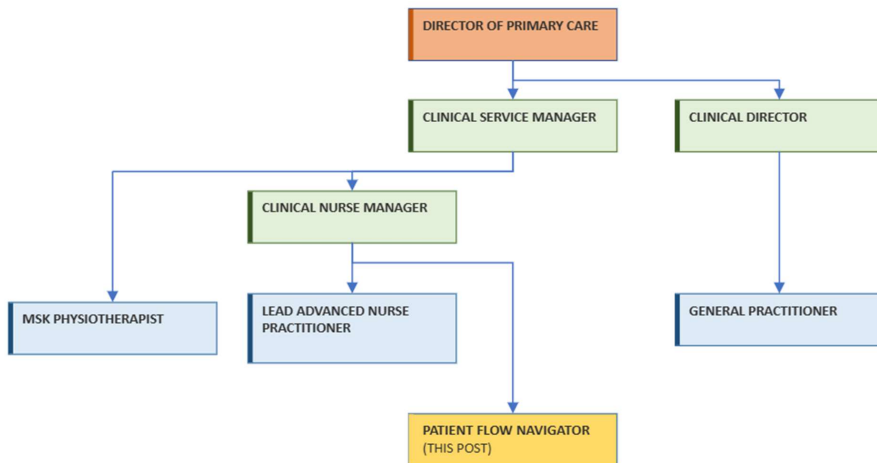 DIRECTOR OF PRIMARY CARE
CLINICAL SERVICE MANAGER
CLINICAL DIRECTOR
CLINICAL NURSE MANAGER
MSK PHYSIOTHERAPIST
LEAD ADVANCED NURSE
PRACTITIONER
GENERAL PRACTITIONER
PATIENT FLOW NAVIGATOR
(THIS POST)